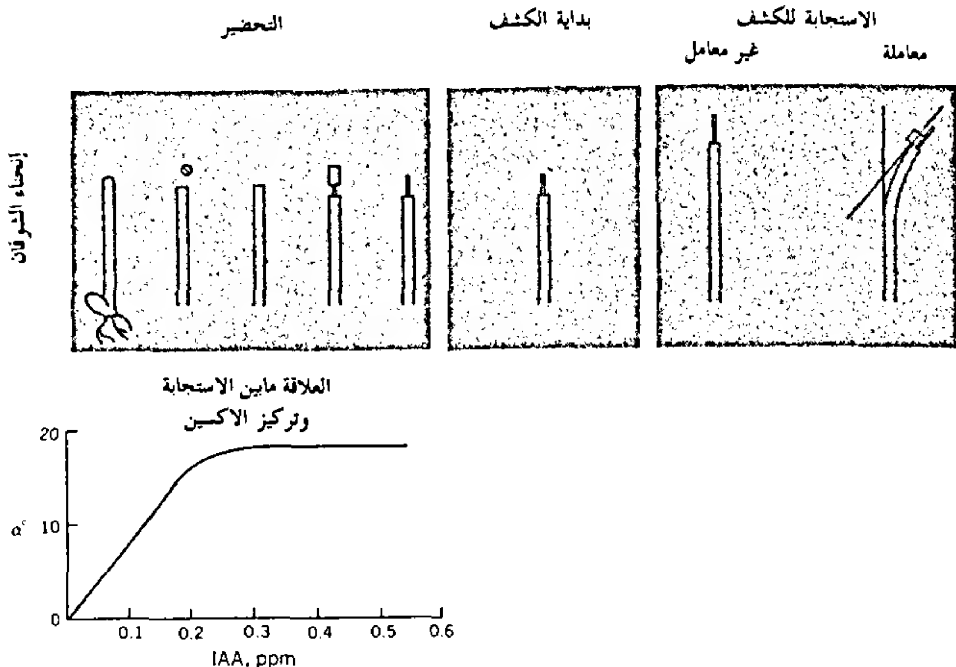 الاستجابة للكشف
بداية الكشف
التحضير
معاملة
غير معامل
إنحناء الشوفان
العلاقة مابين الاستجابة
وتركيز الاكسين
20
10
0
α°
0.1 0.2 0.3 0.4 0.5 0.6
IAA, ppm